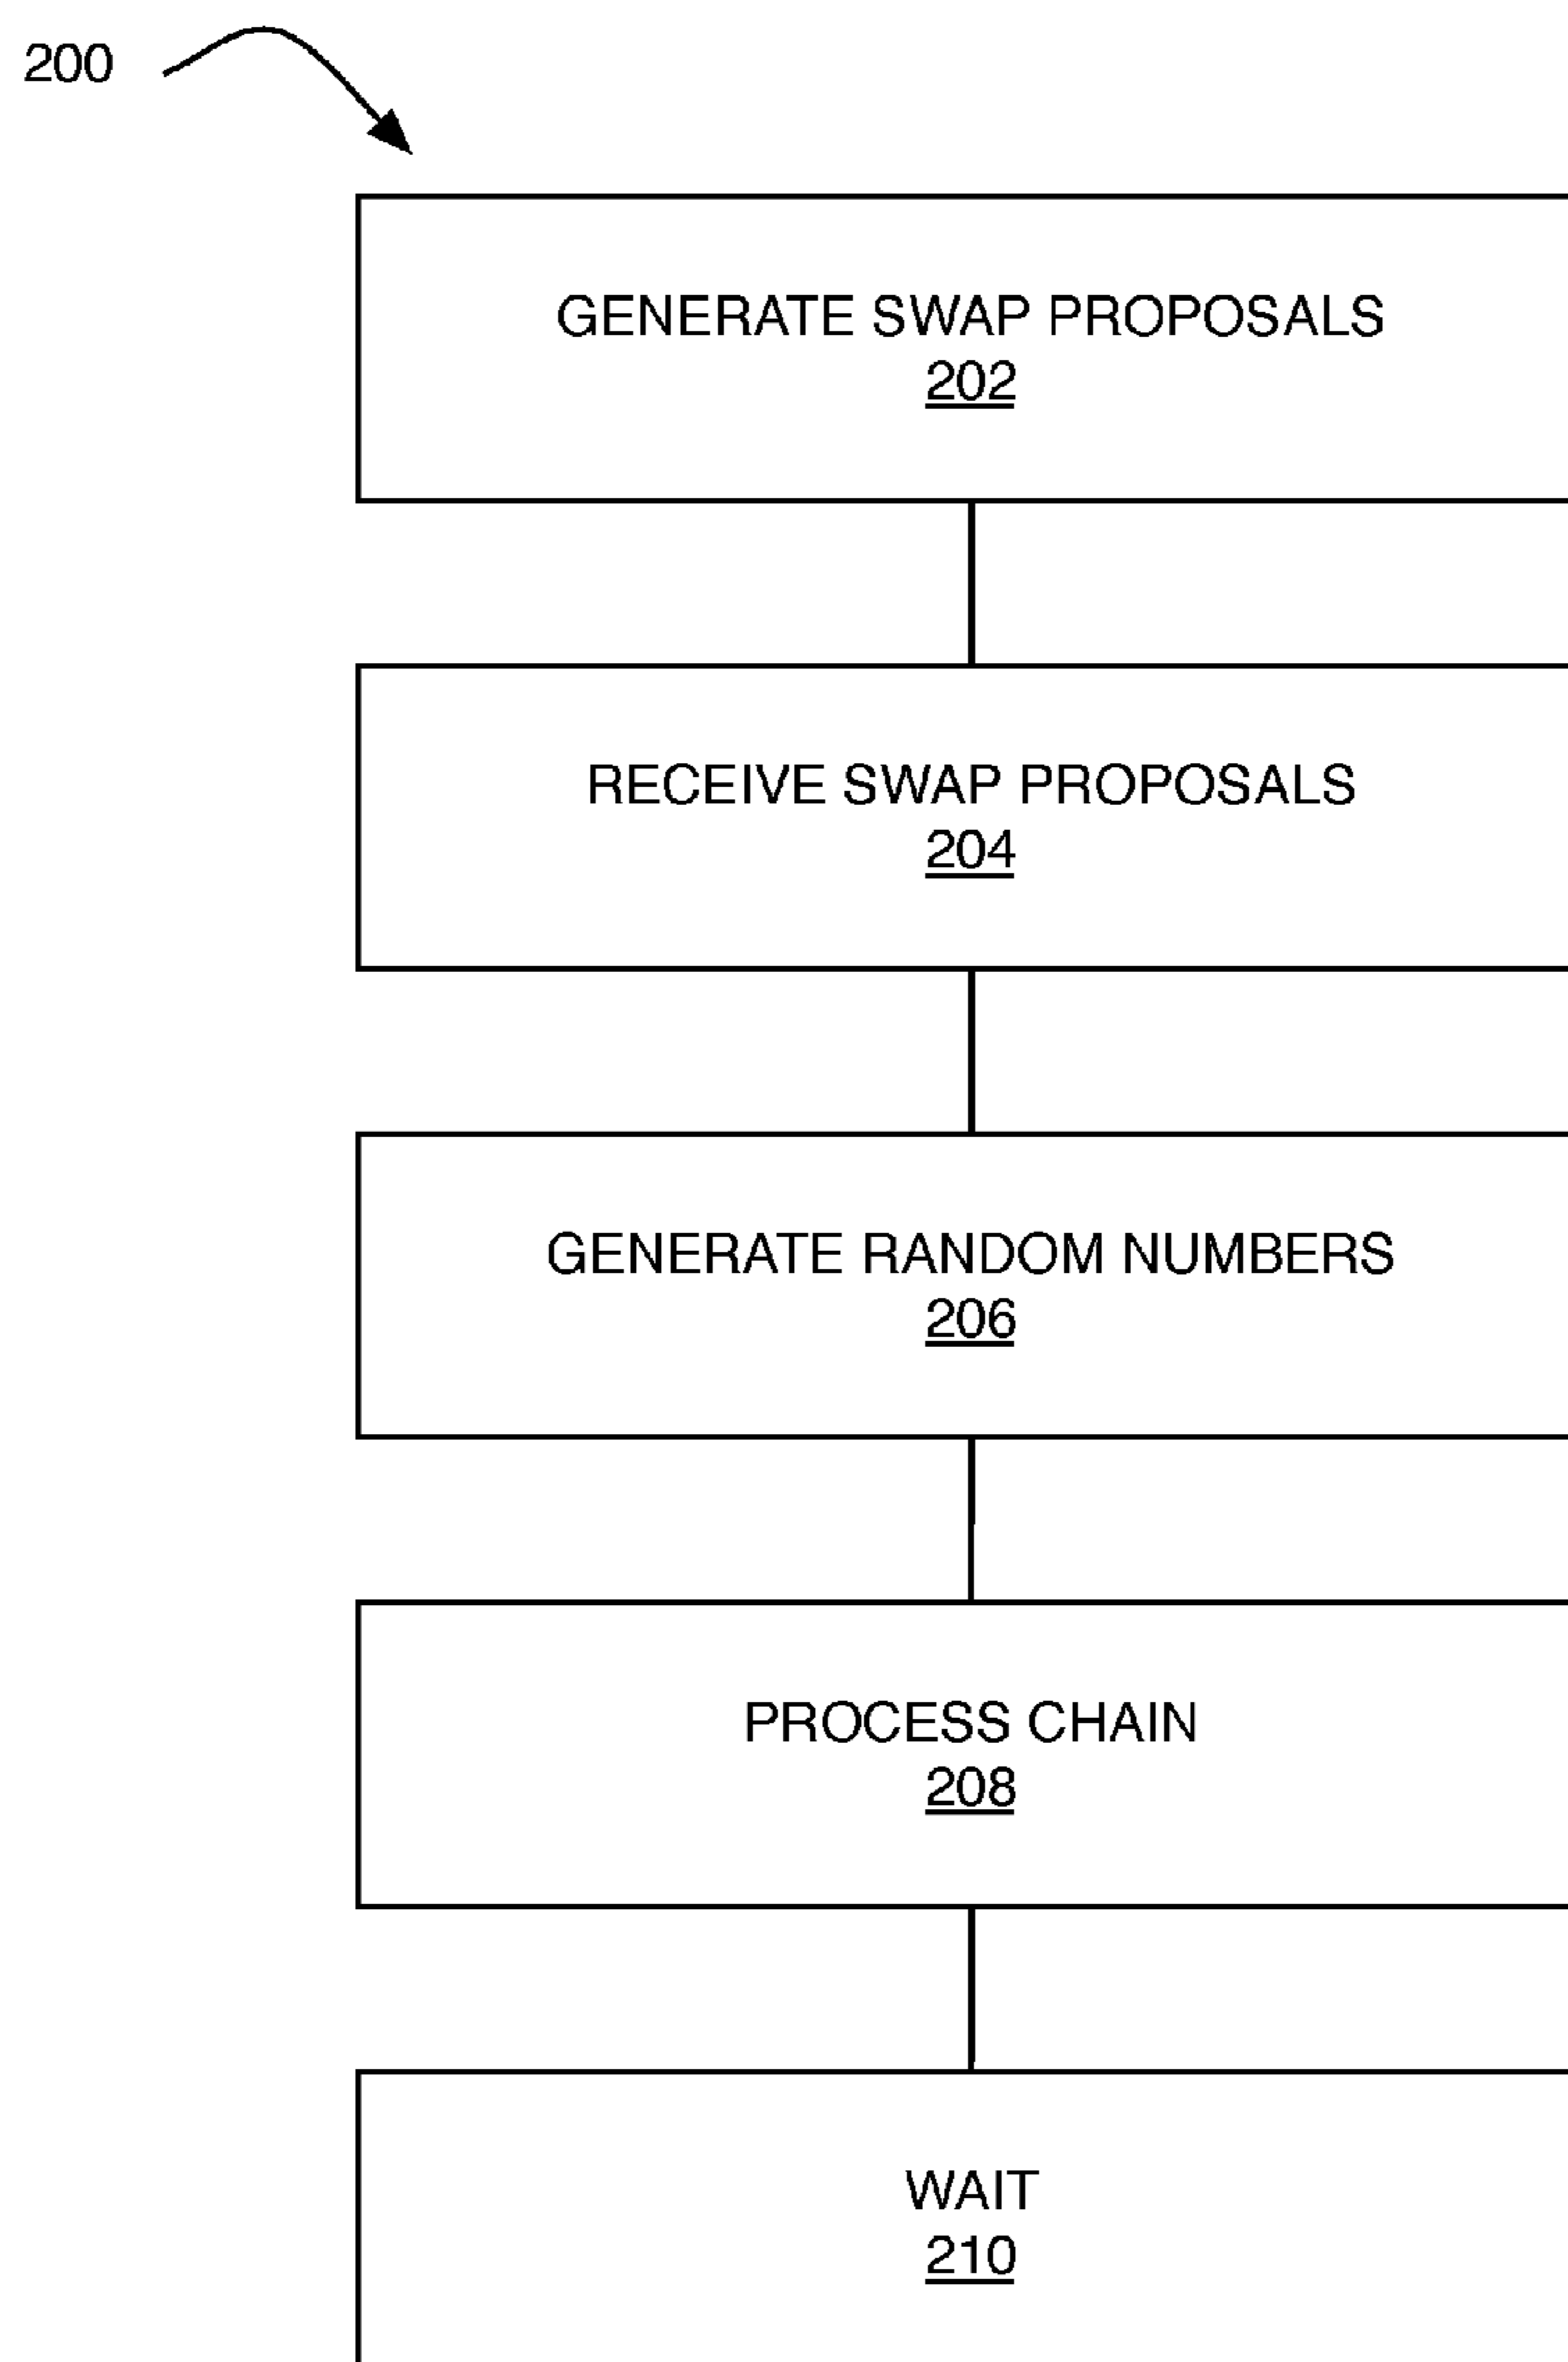 200
GENERATE SWAP PROPOSALS
202
RECEIVE SWAP PROPOSALS
204
GENERATE RANDOM NUMBERS
206
PROCESS CHAIN
208
WAIT
210